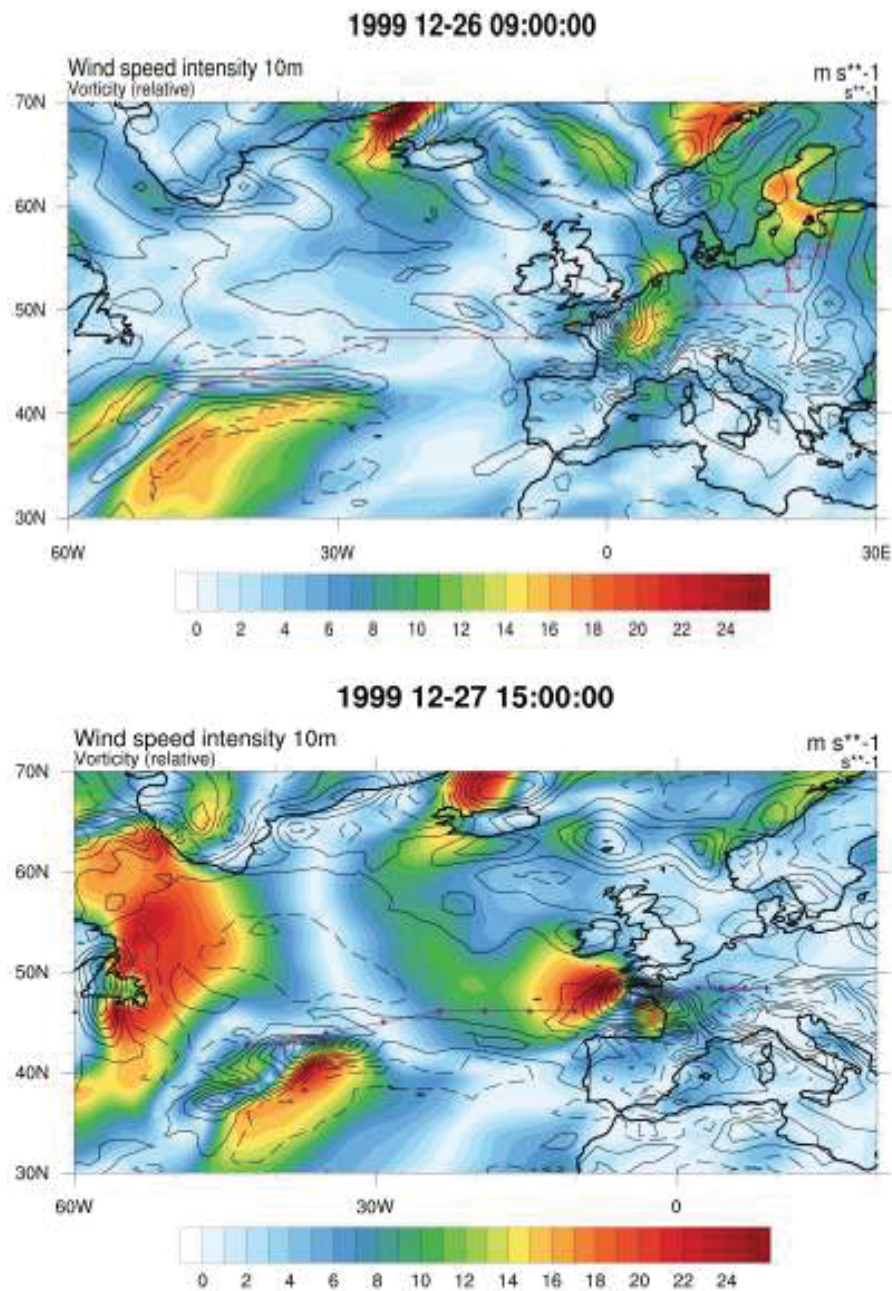 1999 12-26 09:00:00
Wind speed intensity 10m
m s**-1
Vorticity (relative)
s**-1
70N
60N
50N
40N
30N
60W 30W 0 30E
0 2 4 6 8 10 12 14 16 18 20 22 24
1999 12-27 15:00:00
Wind speed intensity 10m
m s**-1
Vorticity (relative)
s**-1
70N
60N
50N
40N
30N
60W 30W 0
0 2 4 6 8 10 12 14 16 18 20 22 24